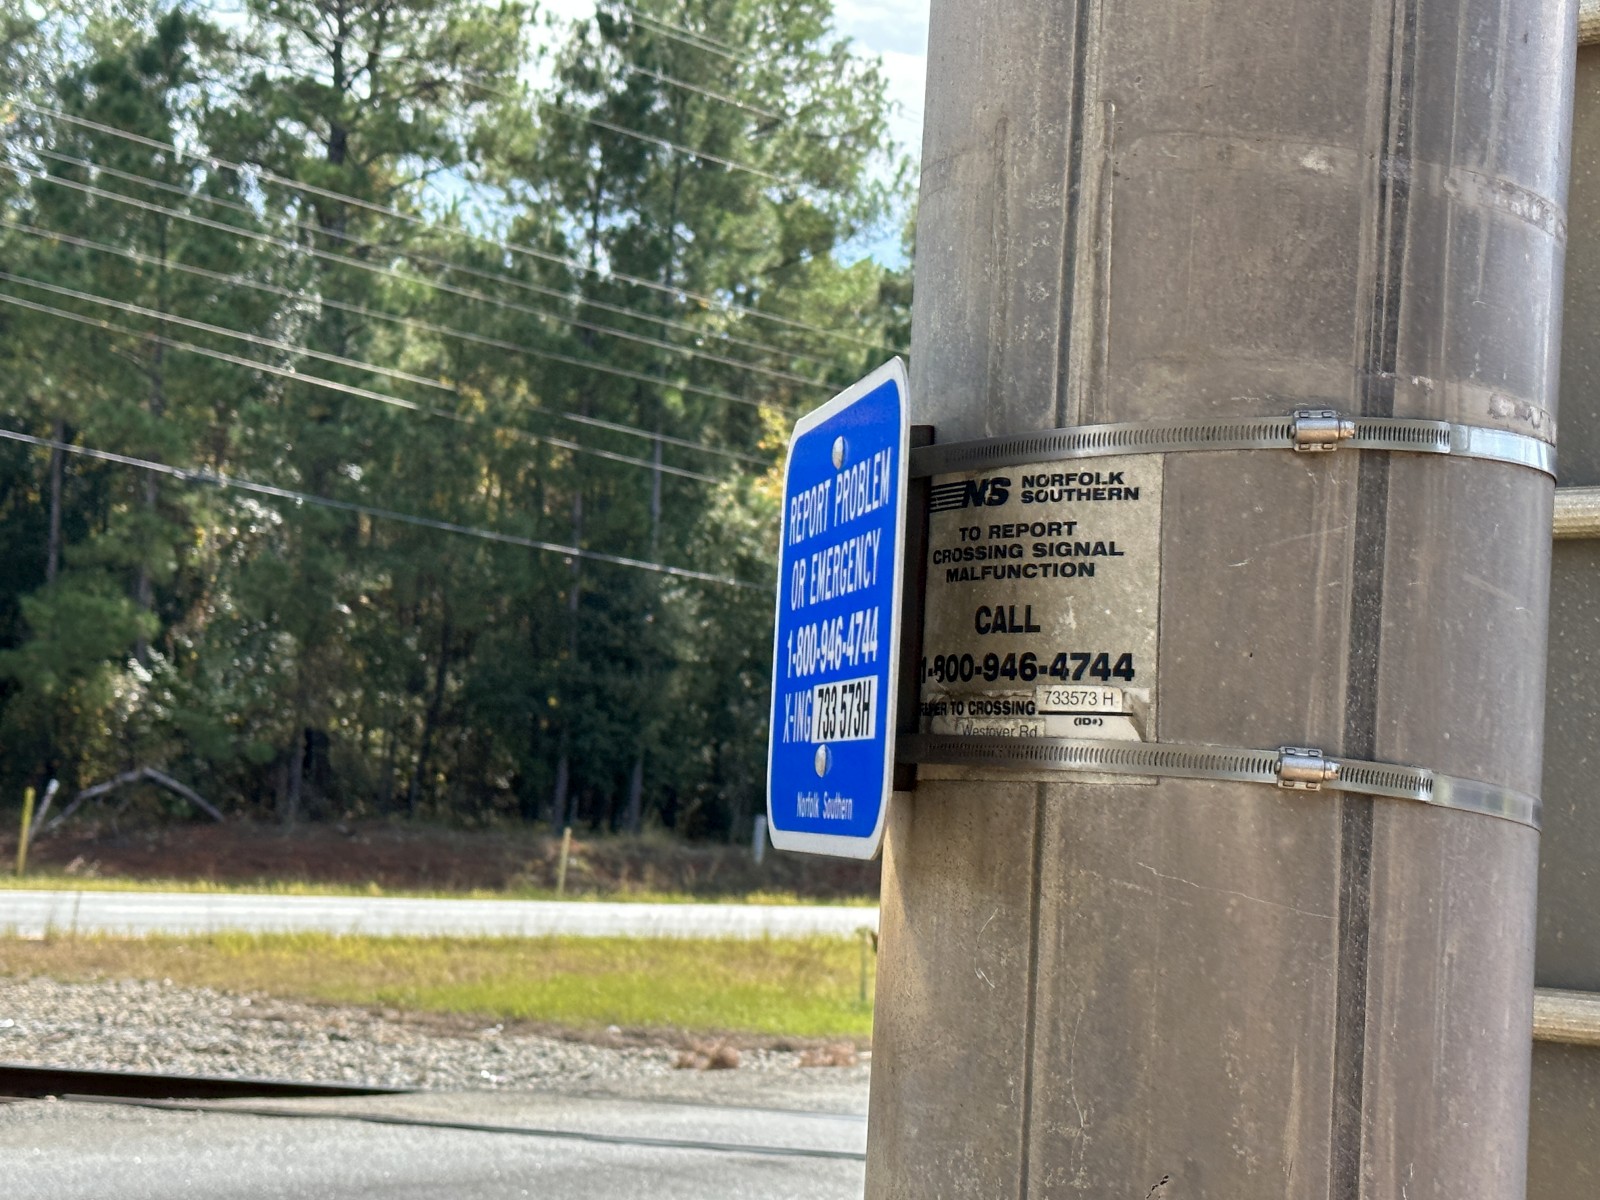 REPORT PROBLEM
OR EMERGENCY
1-800-946-4744
X-ING 733 573H
Norfolk Southern
NS NORFOLK
SOUTHERN
TO REPORT
CROSSING SIGNAL
MALFUNCTION
CALL
1-800-946-4744
REFER TO CROSSING 733573 H
(ID#)
Westover Rd